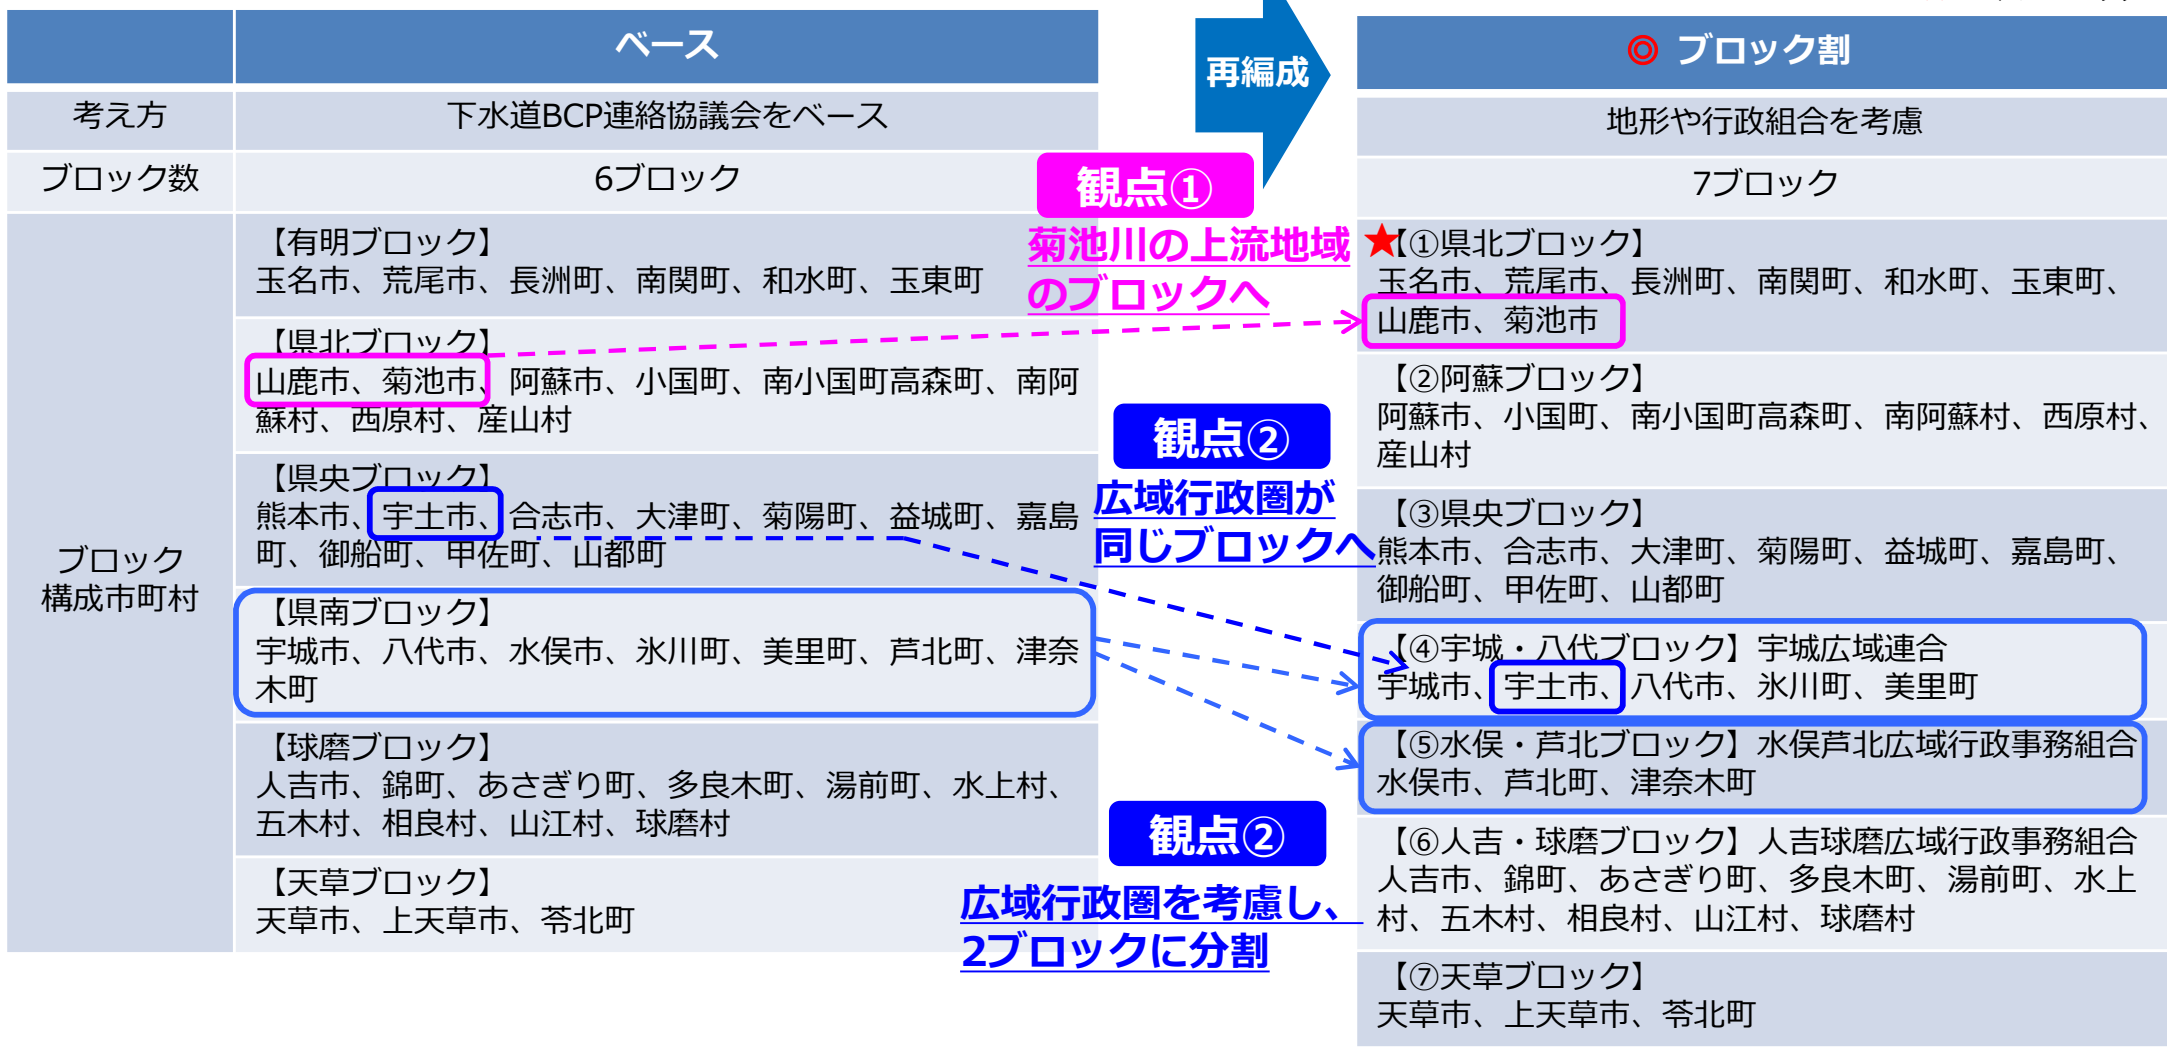 ベース
考え方
下水道BCP連絡協議会をベース
ブロック数
6ブロック
ブロック
構成市町村
【有明ブロック】
玉名市、荒尾市、長洲町、南関町、和水町、玉東町
【県北ブロック】
山鹿市、菊池市、阿蘇市、小国町、南小国町高森町、南阿
蘇村、西原村、産山村
【県央ブロック】
熊本市、宇土市、合志市、大津町、菊陽町、益城町、嘉島
町、御船町、甲佐町、山都町
【県南ブロック】
宇城市、八代市、水俣市、氷川町、美里町、芦北町、津奈
木町
【球磨ブロック】
人吉市、錦町、あさぎり町、多良木町、湯前町、水上村、
五木村、相良村、山江村、球磨村
【天草ブロック】
天草市、上天草市、苓北町
再編成
観点①
菊池川の上流地域
のブロックへ
観点②
広域行政圏が
同じブロックへ
観点②
広域行政圏を考慮し、
2ブロックに分割
◎ ブロック割
地形や行政組合を考慮
7ブロック
★【①県北ブロック】
玉名市、荒尾市、長洲町、南関町、和水町、玉東町、
山鹿市、菊池市
【②阿蘇ブロック】
阿蘇市、小国町、南小国町高森町、南阿蘇村、西原村、
産山村
【③県央ブロック】
熊本市、合志市、大津町、菊陽町、益城町、嘉島町、
御船町、甲佐町、山都町
【④宇城・八代ブロック】宇城広域連合
宇城市、宇土市、八代市、氷川町、美里町
【⑤水俣・芦北ブロック】水俣芦北広域行政事務組合
水俣市、芦北町、津奈木町
【⑥人吉・球磨ブロック】人吉球磨広域行政事務組合
人吉市、錦町、あさぎり町、多良木町、湯前町、水上
村、五木村、相良村、山江村、球磨村
【⑦天草ブロック】
天草市、上天草市、苓北町